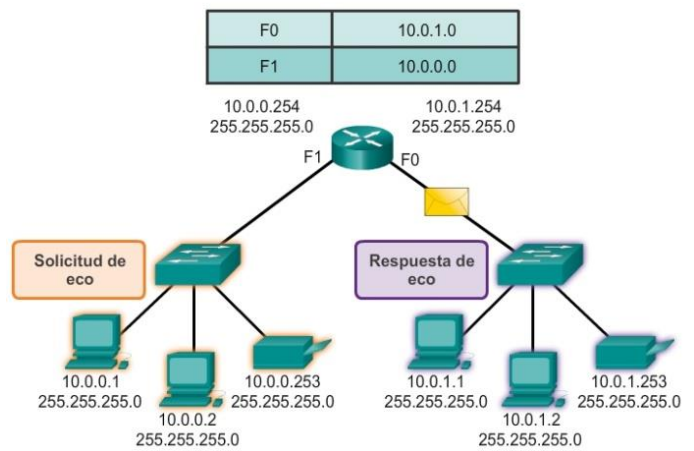 F0 10.0.1.0
F1 10.0.0.0
10.0.0.254
255.255.255.0
10.0.1.254
255.255.255.0
F1
F0
Solicitud de
eco
Respuesta de
eco
10.0.0.1
255.255.255.0
10.0.0.2
255.255.255.0
10.0.0.253
255.255.255.0
10.0.1.1
255.255.255.0
10.0.1.2
255.255.255.0
10.0.1.253
255.255.255.0